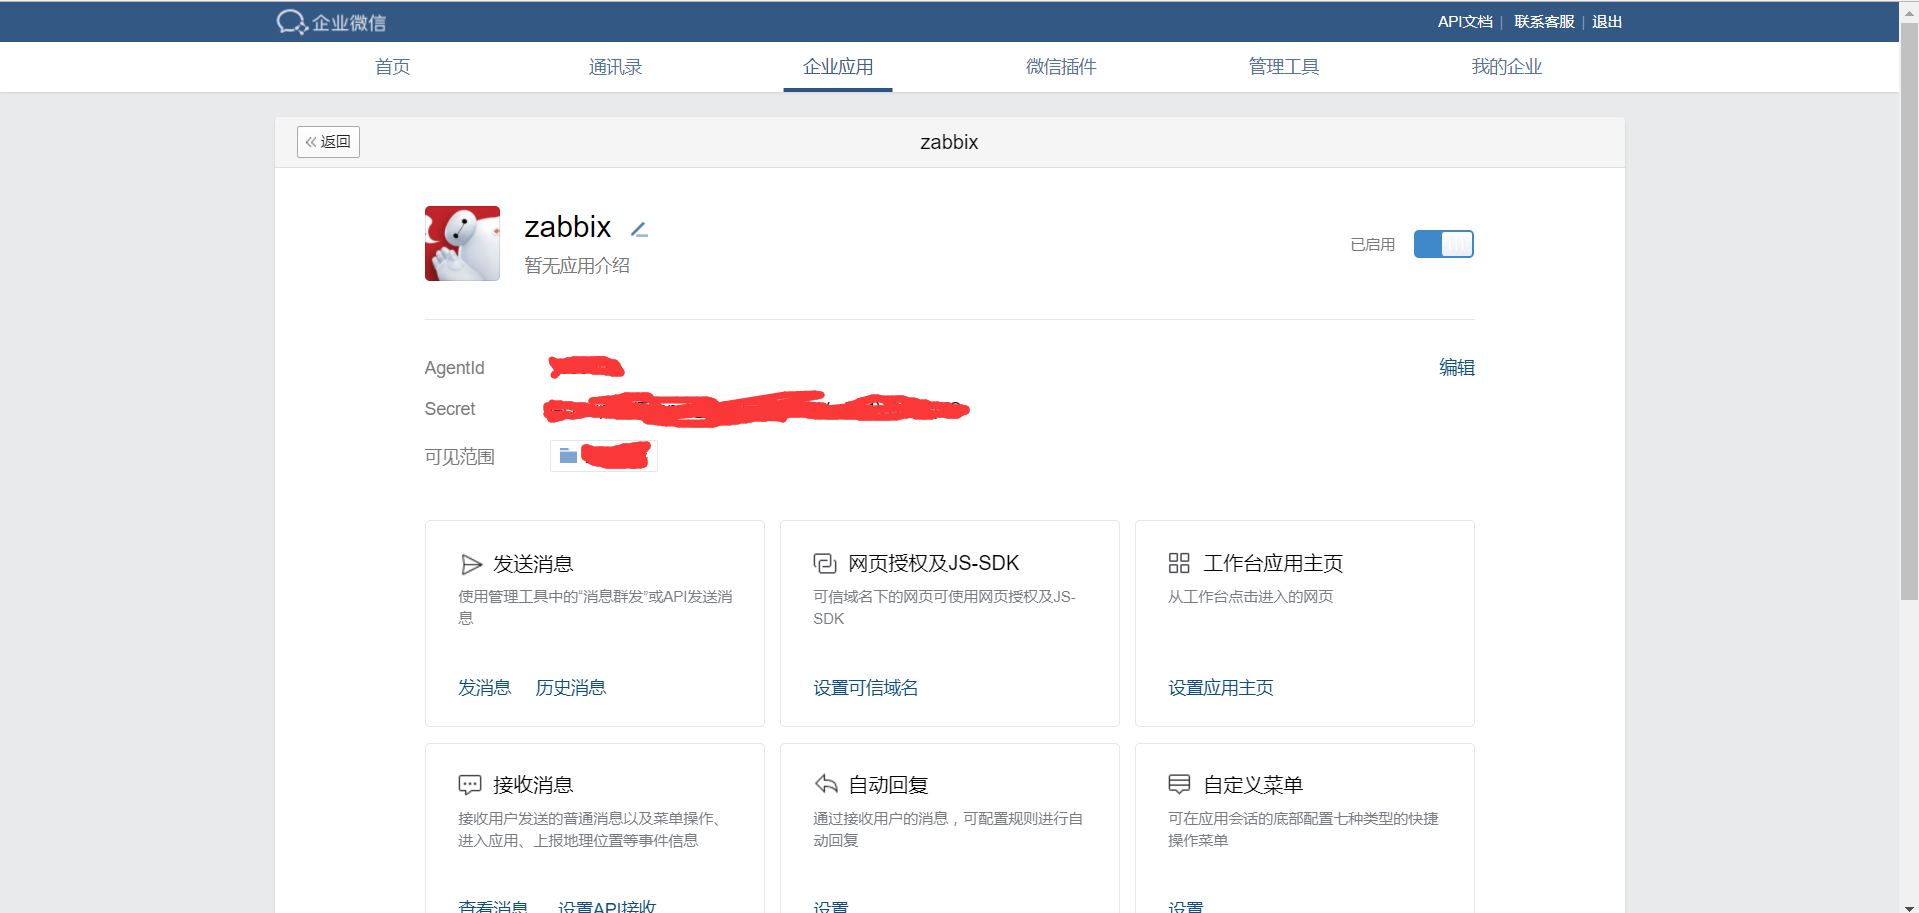 企业微信
API文档 | 联系客服 | 退出
首页 通讯录 企业应用 微信插件 管理工具 我的企业
返回
zabbix
zabbix
暂无应用介绍
已启用
AgentId
编辑
Secret
可见范围
发送消息
使用管理工具中的“消息群发”或API发送消
息
发消息 历史消息
网页授权及JS-SDK
可信域名下的网页可使用网页授权及JS-
SDK
设置可信域名
工作台应用主页
从工作台点击进入的网页
设置应用主页
接收消息
接收用户发送的普通消息以及菜单操作、
进入应用、上报地理位置等事件信息
查看消息 设置API接收
自动回复
通过接收用户的消息，可配置规则进行自
动回复
设置
自定义菜单
可在应用会话的底部配置七种类型的快捷
操作菜单
设置